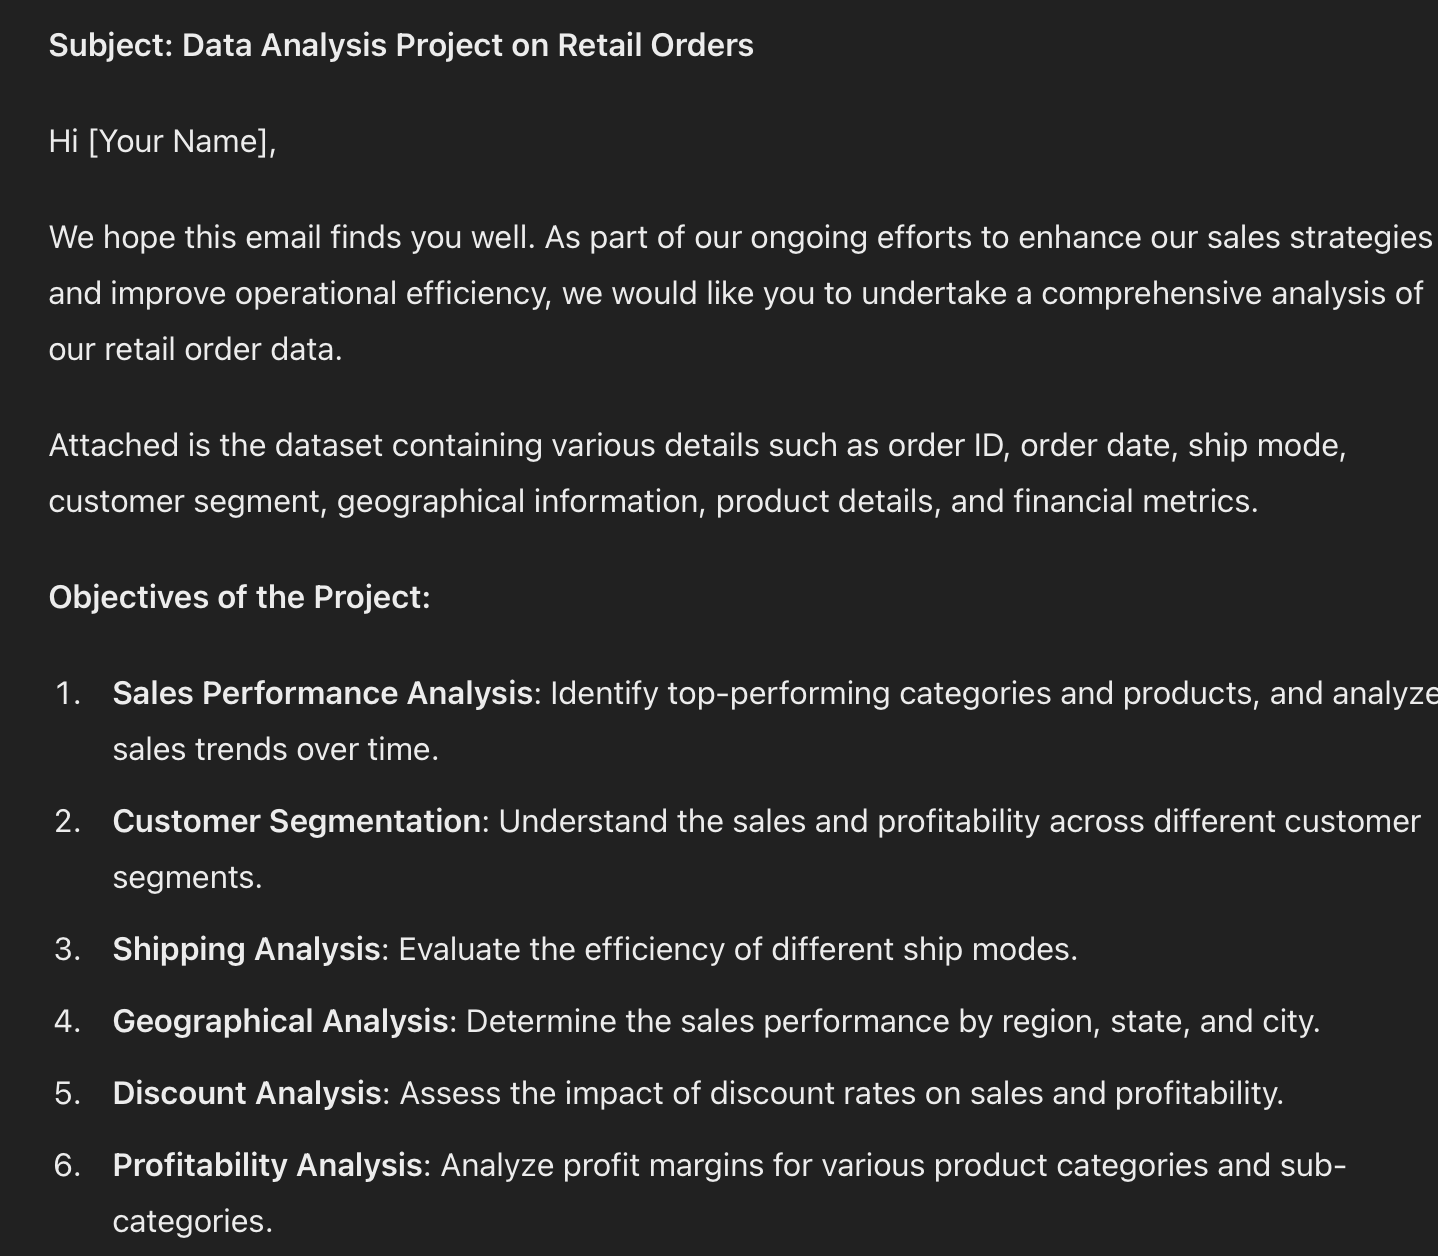 Subject: Data Analysis Project on Retail Orders
Hi [Your Name],
We hope this email finds you well. As part of our ongoing efforts to enhance our sales strategies
and improve operational efficiency, we would like you to undertake a comprehensive analysis of
our retail order data.
Attached is the dataset containing various details such as order ID, order date, ship mode,
customer segment, geographical information, product details, and financial metrics.
Objectives of the Project:
1. Sales Performance Analysis: Identify top-performing categories and products, and analyze
sales trends over time.
2. Customer Segmentation: Understand the sales and profitability across different customer
segments.
3. Shipping Analysis: Evaluate the efficiency of different ship modes.
4. Geographical Analysis: Determine the sales performance by region, state, and city.
5. Discount Analysis: Assess the impact of discount rates on sales and profitability.
6. Profitability Analysis: Analyze profit margins for various product categories and sub-
categories.